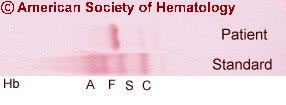 © American Society of Hematology
Patient
Standard
Hb A F S C